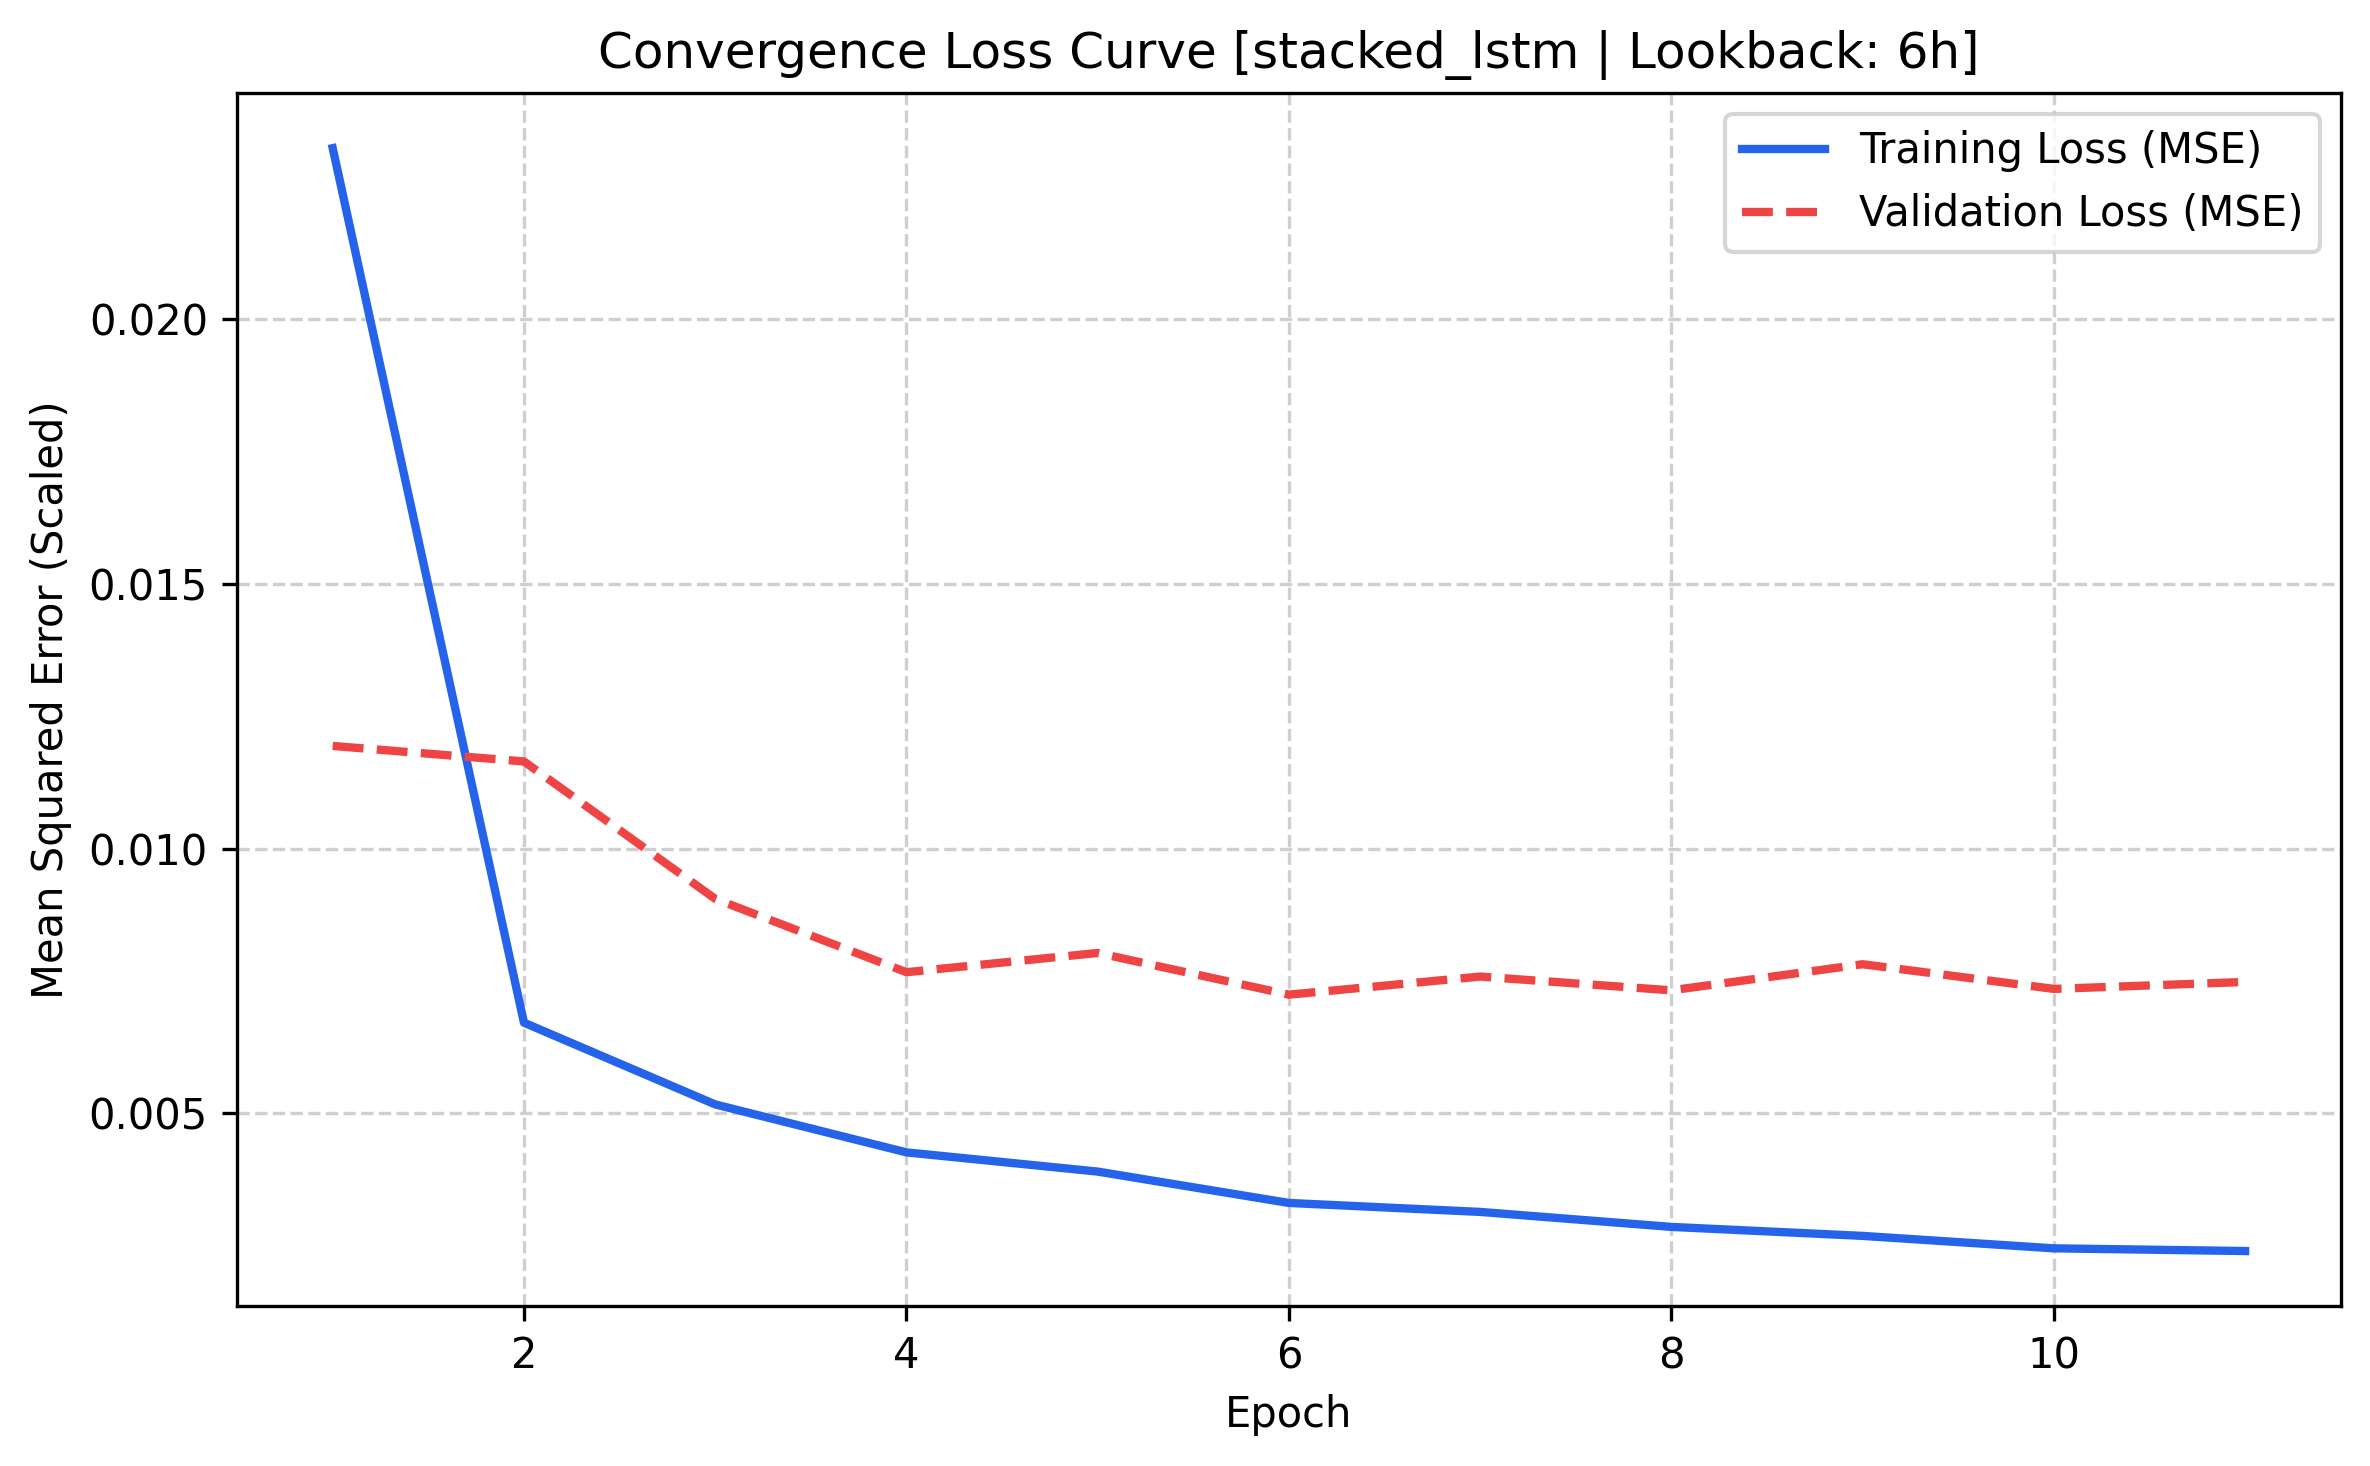 Convergence Loss Curve [stacked_lstm | Lookback: 6h]
Training Loss (MSE)
Validation Loss (MSE)
Mean Squared Error (Scaled)
0.020
0.015
0.010
0.005
2 4 6 8 10
Epoch